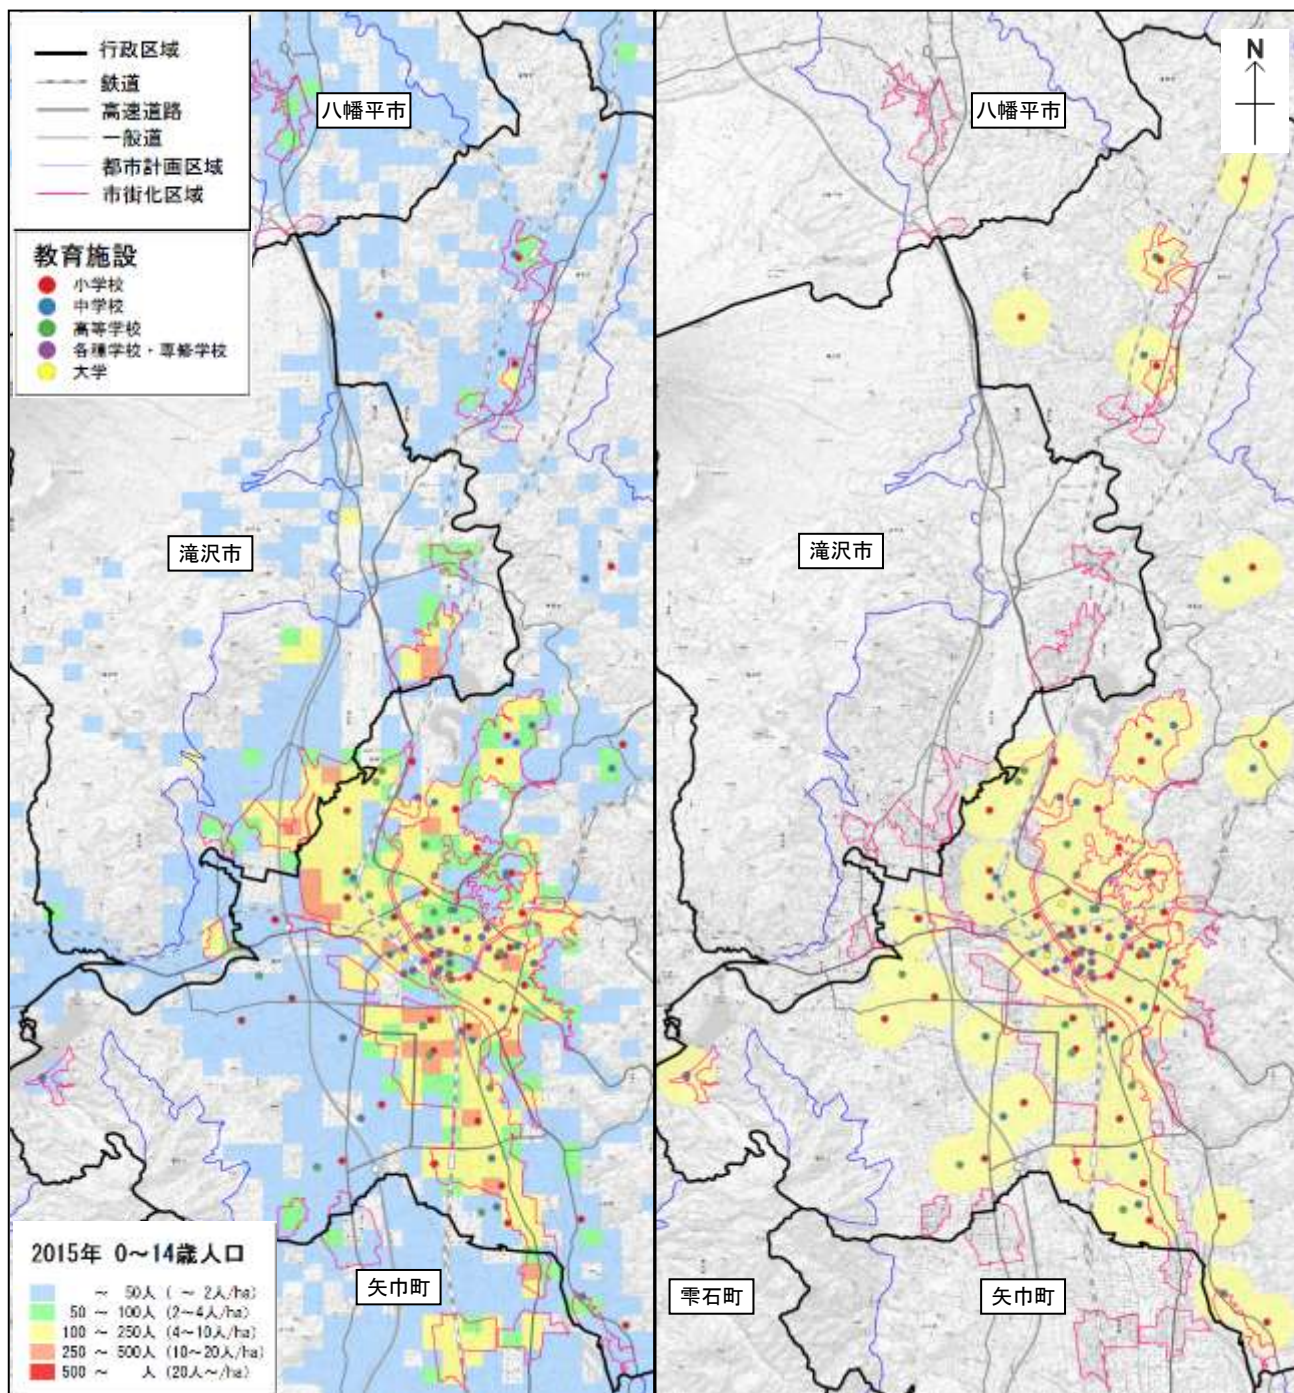 行政区域
鉄道
高速道路
一般道
都市計画区域
市街化区域
教育施設
小学校
中学校
高等学校
各種学校・専修学校
大学
八幡平市
滝沢市
矢巾町
2015年 0～14歳人口
～ 50人 ( ～ 2人/ha)
50 ～ 100人 (2～4人/ha)
100 ～ 250人 (4～10人/ha)
250 ～ 500人 (10～20人/ha)
500 ～ 人 (20人～/ha)
N
八幡平市
滝沢市
雫石町
矢巾町